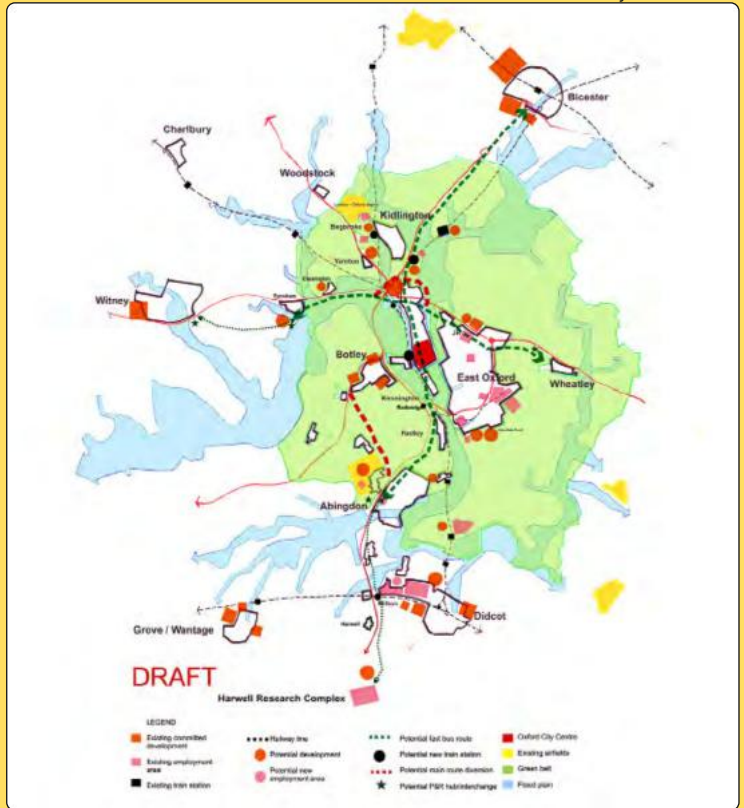 Bicester
Charlbury
Woodstock
Kidlington
Begbroke
Yarnton
Witney
Botley
East Oxford
Wheatley
Kennington
Radley
Abingdon
Didcot
Grove / Wantage
Harwell
DRAFT
Harwell Research Complex
LEGEND
Existing committed development
Existing employment area
Existing train station
Railway line
Potential development
Potential new employment area
Potential fast bus route
Potential new train station
Potential main route diversion
Potential P&R hub/interchange
Oxford City Centre
Existing airfields
Green belt
Flood plain